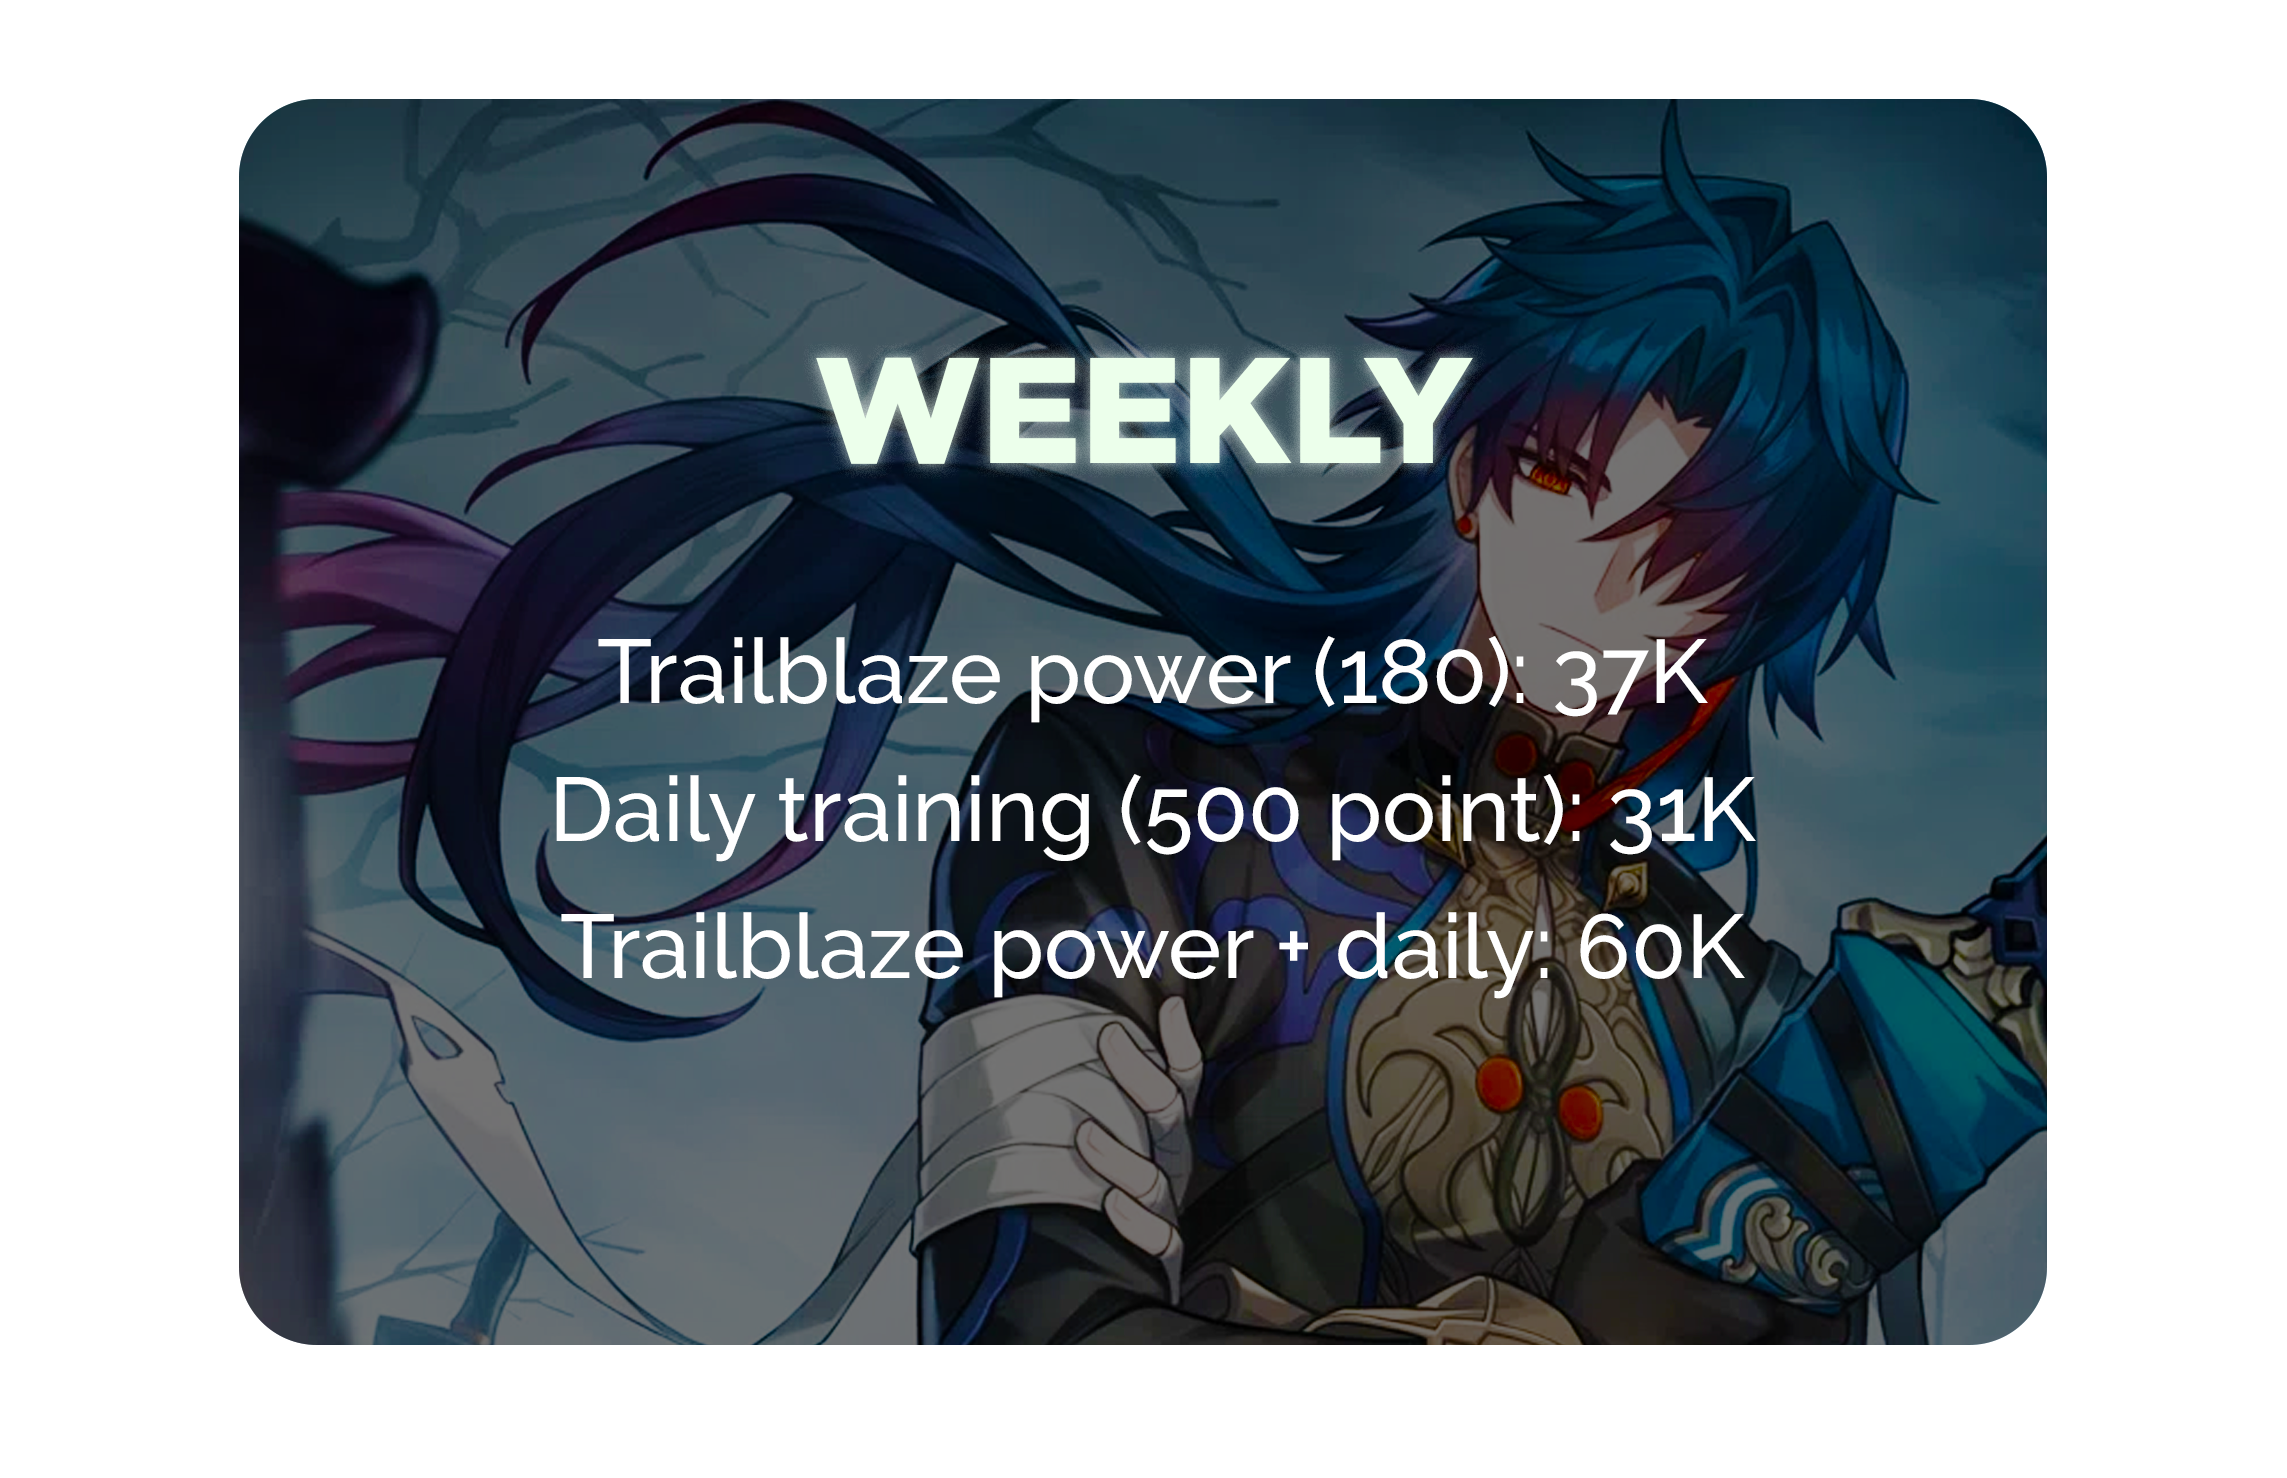 WEEKLY
Trailblaze power (180): 37K
Daily training (500 point): 31K
Trailblaze power + daily: 60K